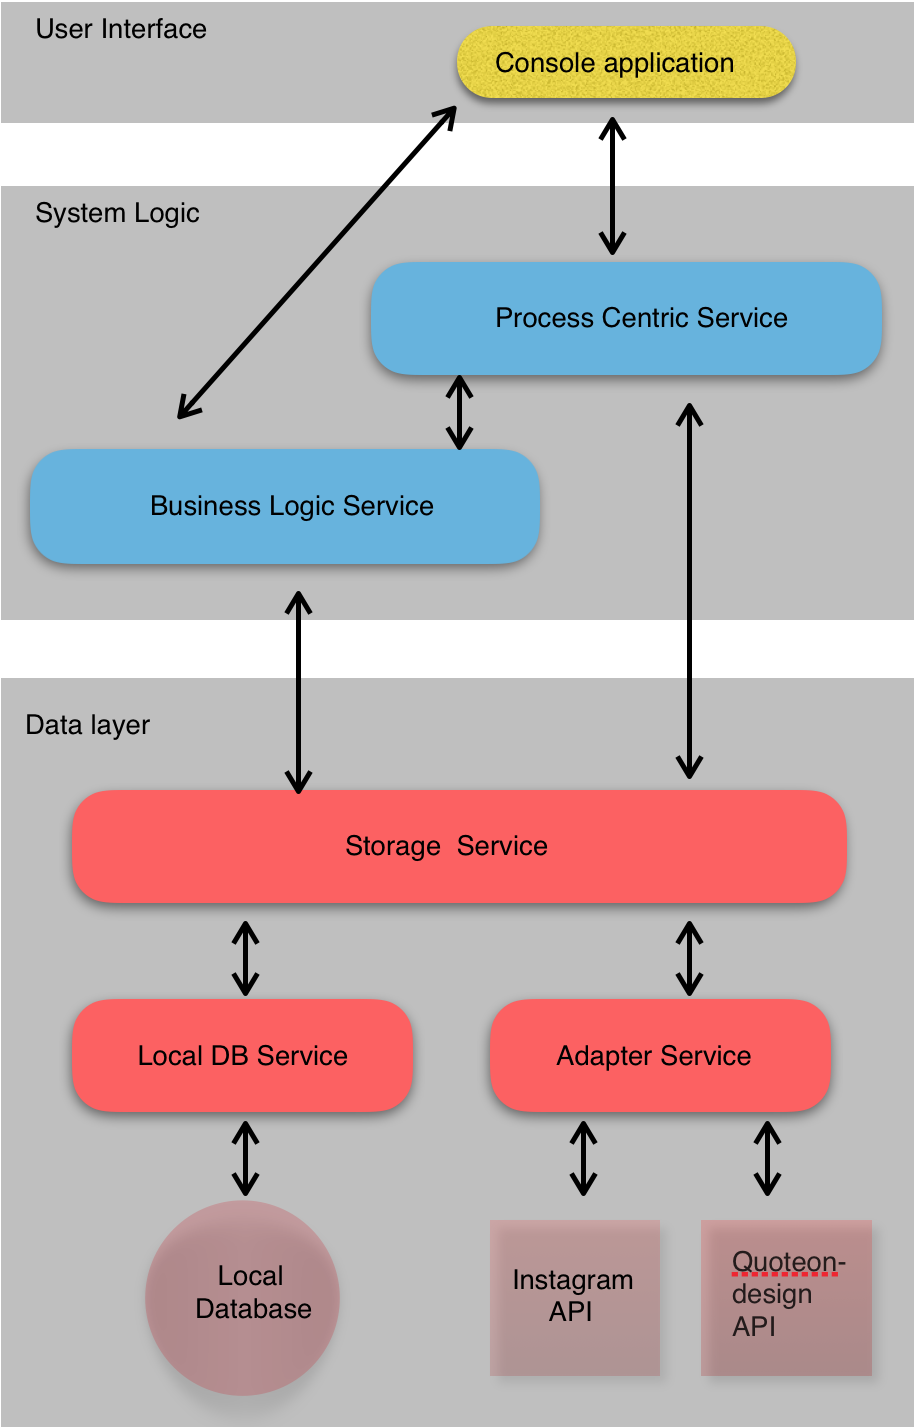 User Interface
Console application
System Logic
Process Centric Service
Business Logic Service
Data layer
Storage  Service
Local DB Service
Adapter Service
Local
Database
Instagram
API
Quoteon-
design
API